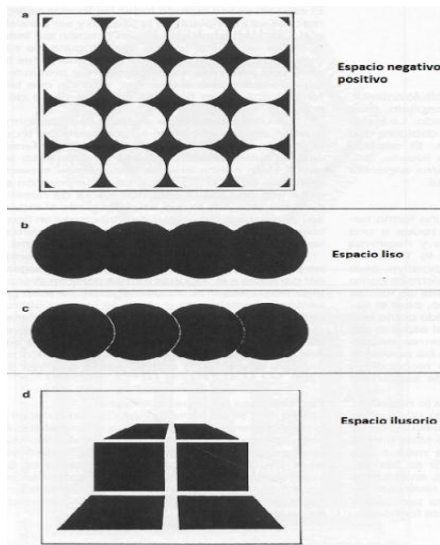 a
Espacio negativo
positivo
b
Espacio liso
c
d
Espacio ilusorio